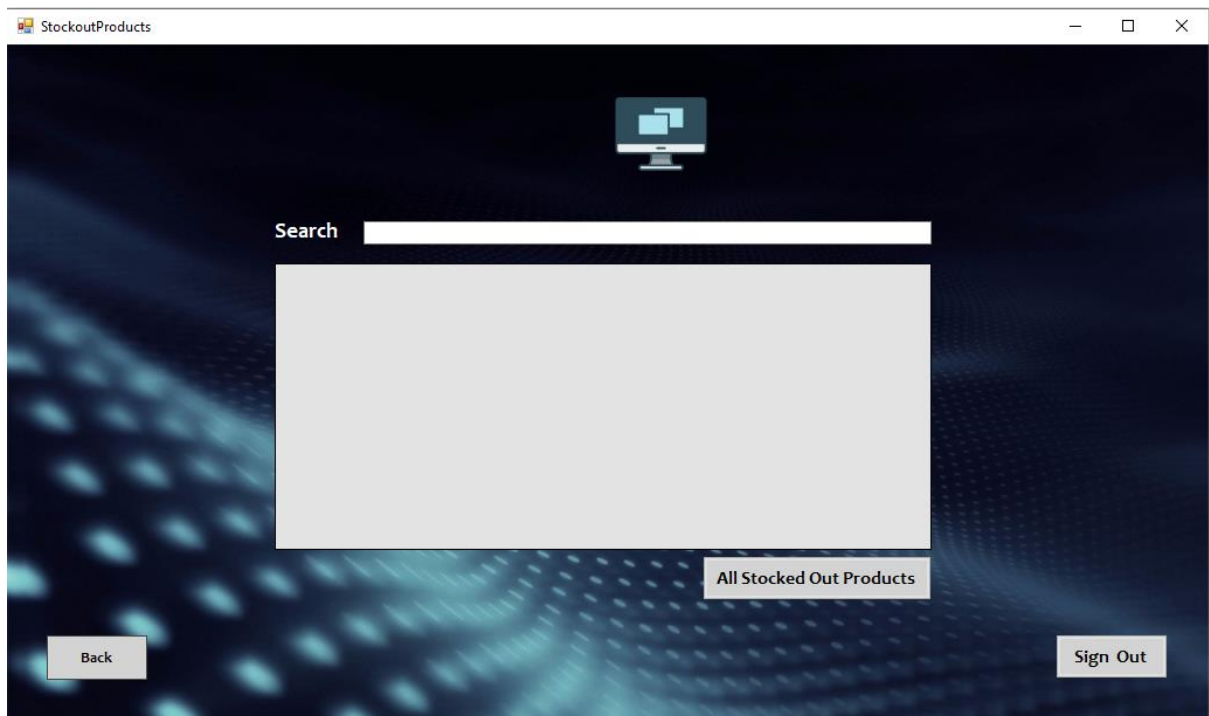 StockoutProducts
Search
All Stocked Out Products
Back
Sign Out